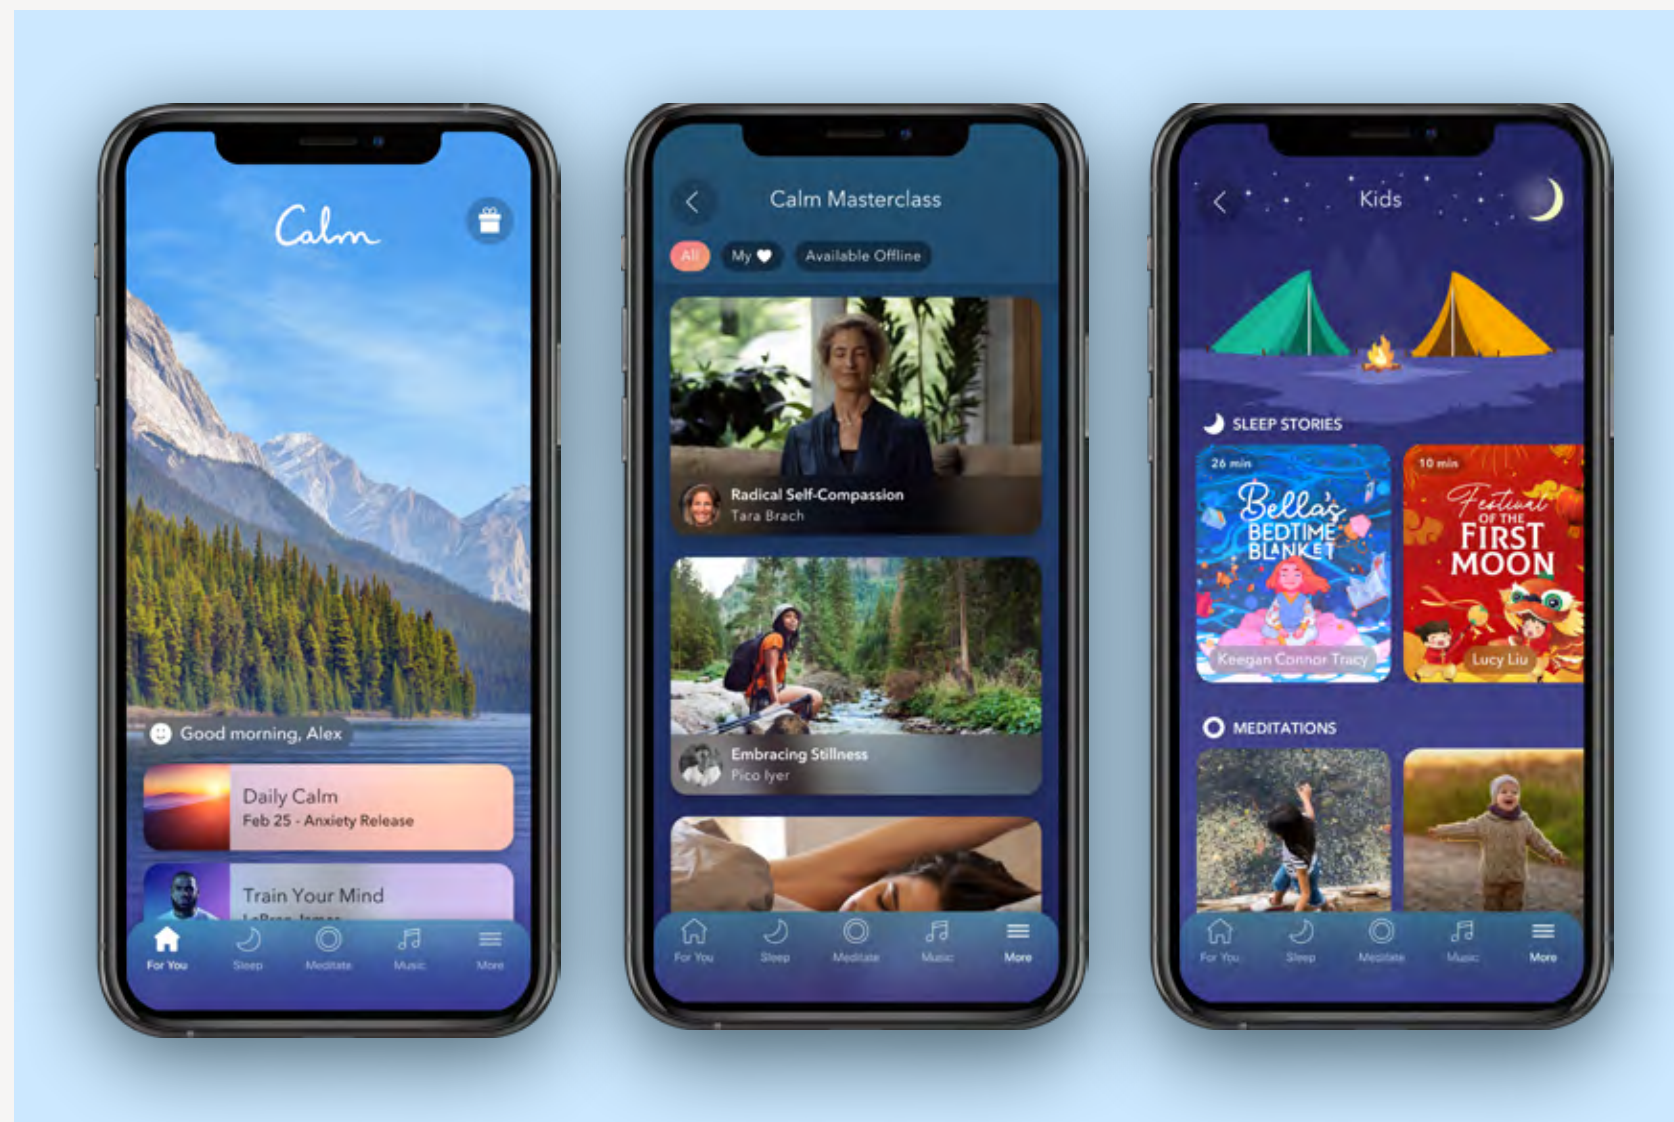 Calm
Good morning, Alex
Daily Calm
Feb 25 - Anxiety Release
Train Your Mind
LeBron James
For You
Sleep
Meditate
Music
More
Calm Masterclass
All
My
Available Offline
Radical Self-Compassion
Tara Brach
Embracing Stillness
Pico Iyer
For You
Sleep
Meditate
Music
More
Kids
SLEEP STORIES
26 min
Bella's
BEDTIME
BLANKET
Keegan Connor Tracy
10 min
Festival
OF THE
FIRST
MOON
Lucy Liu
MEDITATIONS
For You
Sleep
Meditate
Music
More